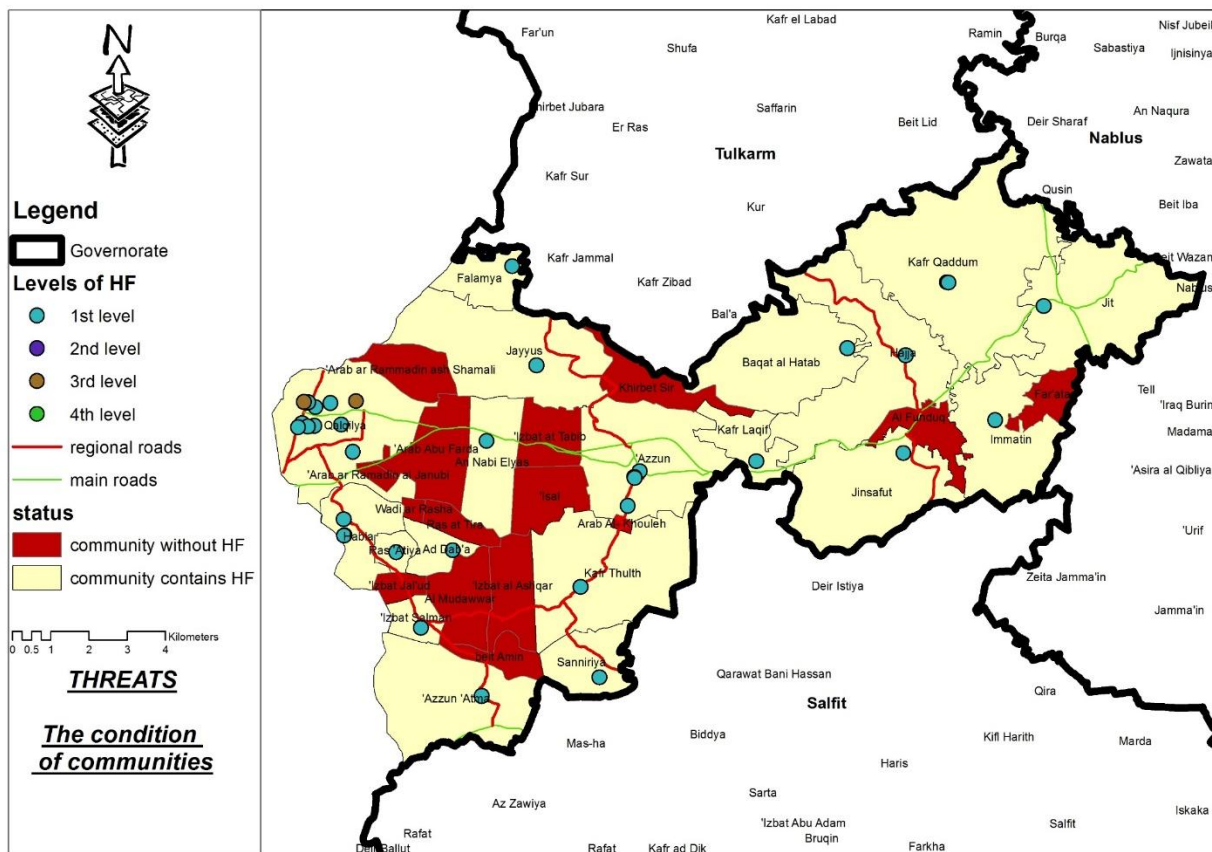 N
Legend
Governorate
Levels of HF
1st level
2nd level
3rd level
4th level
regional roads
main roads
status
community without HF
community contains HF
0 0.5 1 2 3 4 Kilometers
THREATS
The condition
of communities
Kafr el Labad
Far'un
Shufa
Ramin
Burqa
Nisf Jubeil
Sabastiya
Ijnisinya
Khirbet Jubara
Saffarin
Er Ras
Beit Lid
Deir Sharaf
An Naqura
Tulkarm
Nablus
Zawata
Kafr Sur
Kur
Qusin
Beit Iba
Kafr Jammal
Falamya
Kafr Zibad
Kafr Qaddum
Beit Wazan
Nablus
Jit
Bal'a
Jayyus
Baqat al Hatab
Hajja
'Arab ar Rammadin ash Shamali
Khirbet Sir
Far'ata
Tell
'Iraq Burin
Al Funduq
Immatin
Madama
Qalqilya
'Izbat at Tabib
Kafr Laqif
'Arab Abu Farda
An Nabi Elyas
'Azzun
'Asira al Qibliya
'Arab ar Ramadin al Janubi
'Isal
Jinsafut
Wadi ar Rasha
Ras at Tira
Arab Al- Khouleh
'Urif
Habla
Ras 'Atiya
Ad Dab'a
Kafr Thulth
Deir Istiya
Zeita Jamma'in
'Izbat Jal'ud
'Izbat al Ashqar
Al Mudawwar
Jamma'in
'Izbat Salman
Beit Amin
Sanniriya
Qarawat Bani Hassan
Qira
'Azzun 'Atma
Salfit
Biddya
Mas-ha
Kifl Harith
Marda
Haris
Az Zawiya
Sarta
Iskaka
'Izbat Abu Adam
Salfit
Rafat
Bruqin
Deir Ballut
Rafat
Kafr ad Dik
Farkha